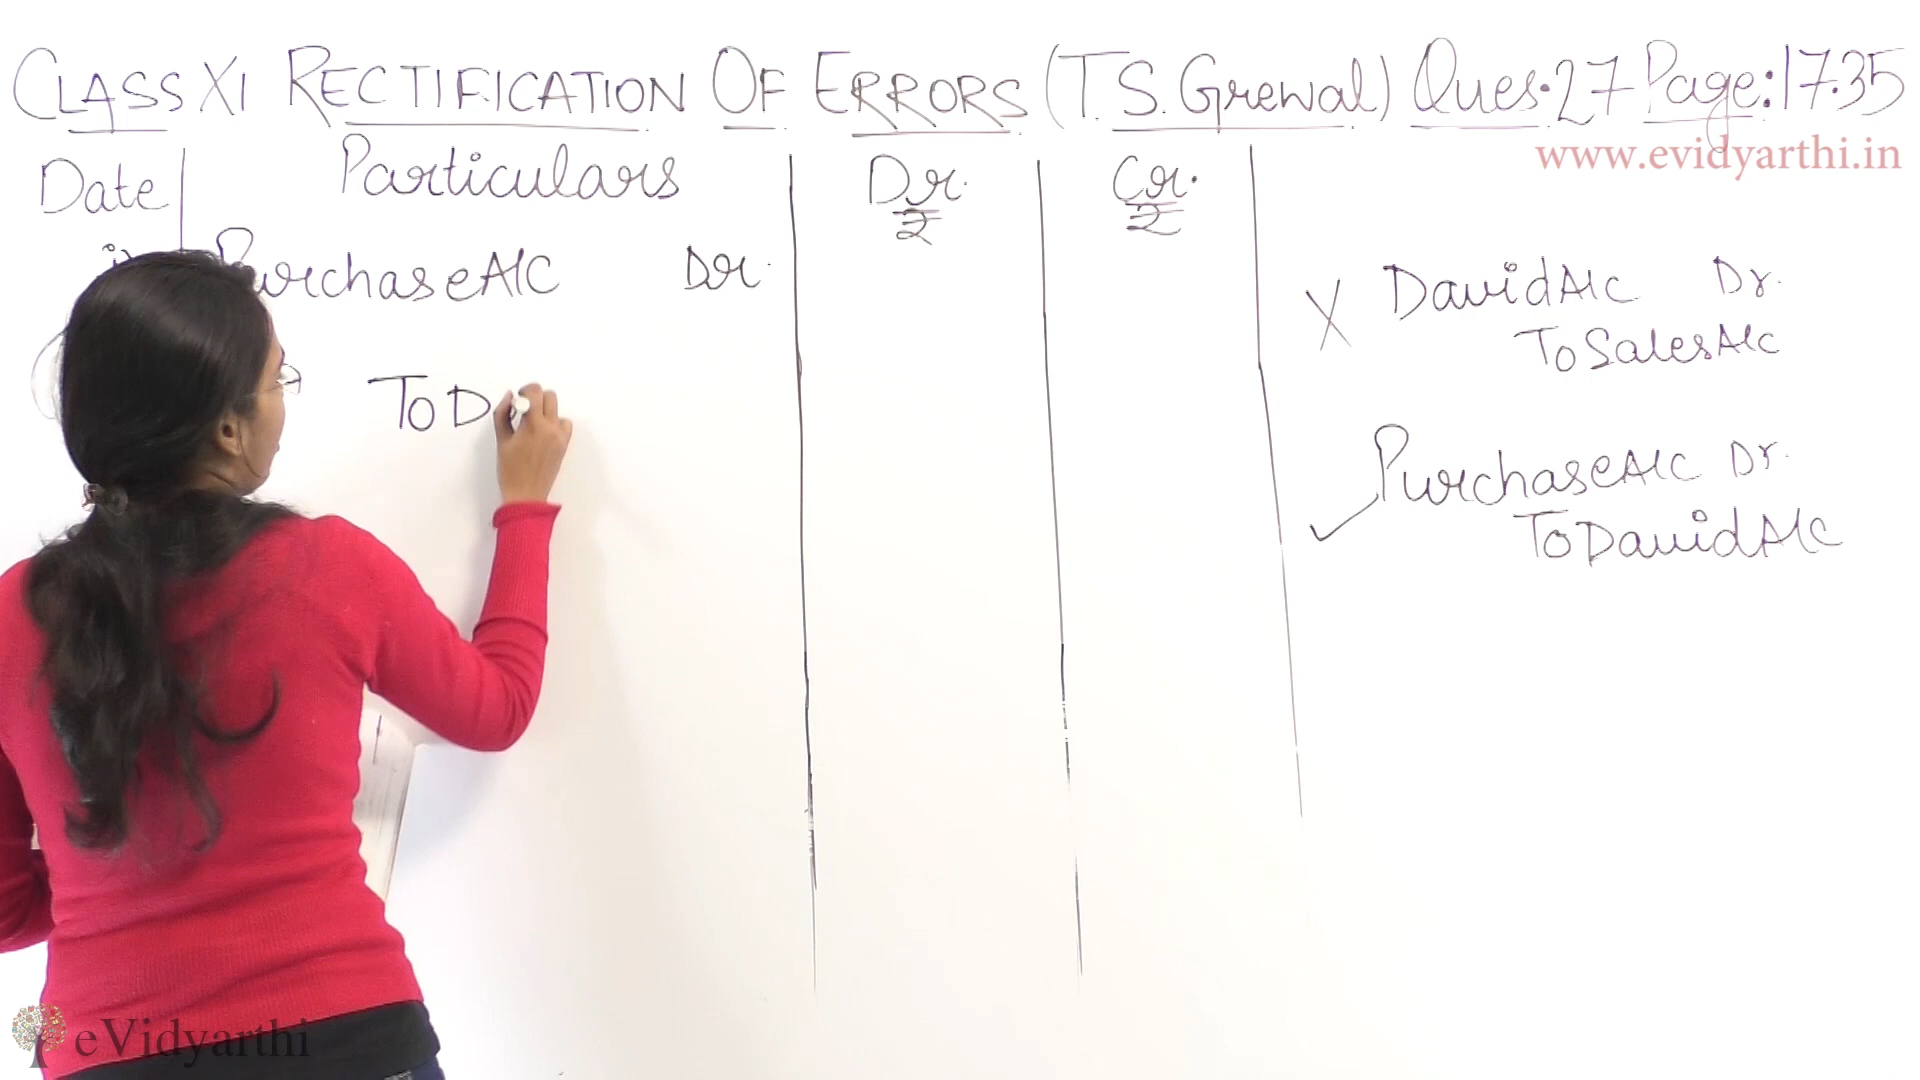 CLASS XI RECTIFICATION OF ERRORS (T.S. Grewal) Ques. 27 Page: 17.35
www.evidyarthi.in
Date Particulars Dr. ₹ Cr. ₹
Purchase A/C Dr.
To D
X David A/c Dr.
To Sales A/c
✓ Purchase A/C Dr.
To David A/c
eVidyarthi